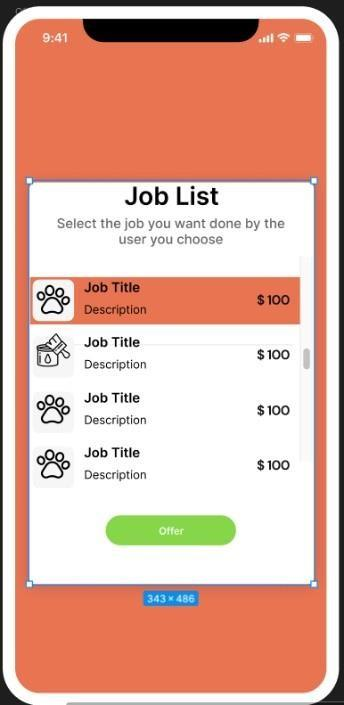 9:41
Job List
Select the job you want done by the
user you choose
Job Title
Description
$ 100
Job Title
Description
$ 100
Job Title
Description
$ 100
Job Title
Description
$ 100
Offer
343 × 486